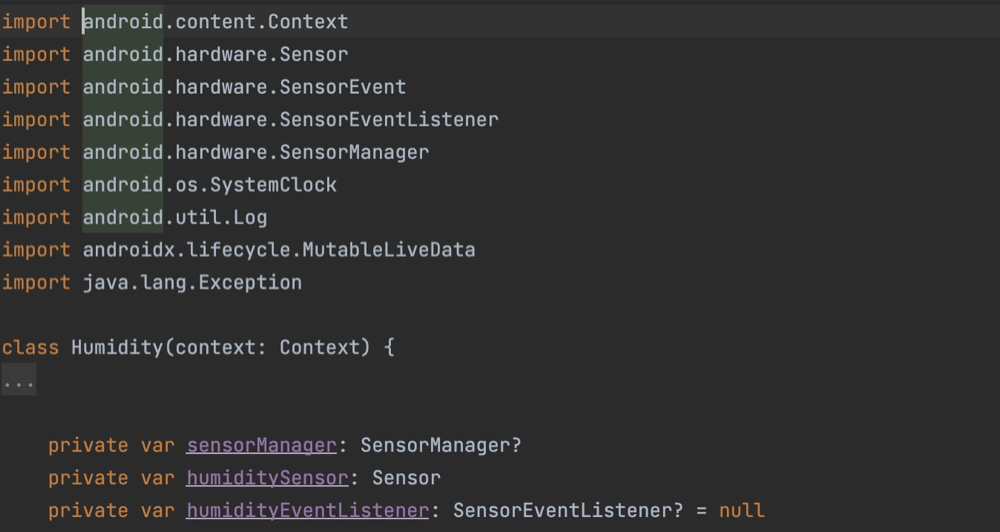 import android.content.Context
import android.hardware.Sensor
import android.hardware.SensorEvent
import android.hardware.SensorEventListener
import android.hardware.SensorManager
import android.os.SystemClock
import android.util.Log
import androidx.lifecycle.MutableLiveData
import java.lang.Exception
class Humidity(context: Context) {
...
private var sensorManager: SensorManager?
private var humiditySensor: Sensor
private var humidityEventListener: SensorEventListener? = null